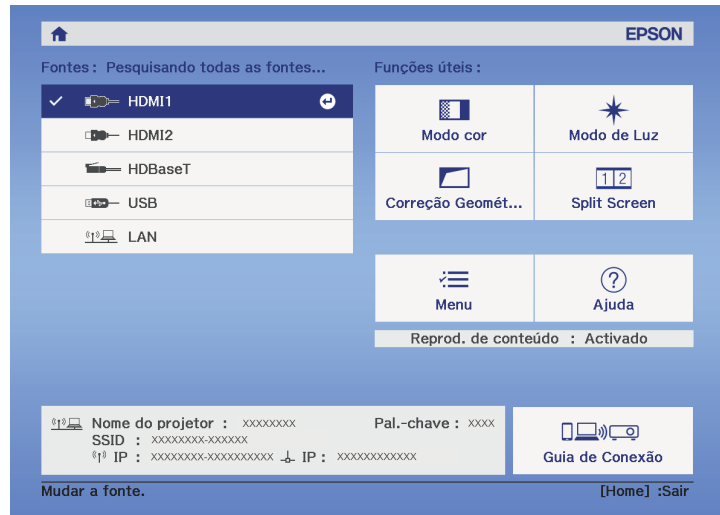 EPSON
Fontes : Pesquisando todas as fontes...
HDMI1
HDMI2
HDBaseT
USB
LAN
Funções úteis :
Modo cor
Modo de Luz
Correção Geomét...
1 2
Split Screen
Menu
? 
Ajuda
Reprod. de conteúdo : Activado
Nome do projetor : xxxxxxxx Pal.-chave : xxxx
SSID : xxxxxxxx-xxxxxx
IP : xxxxxxxx-xxxxxxxxxx IP : xxxxxxxxxxxx
Guia de Conexão
Mudar a fonte.
[Home] :Sair